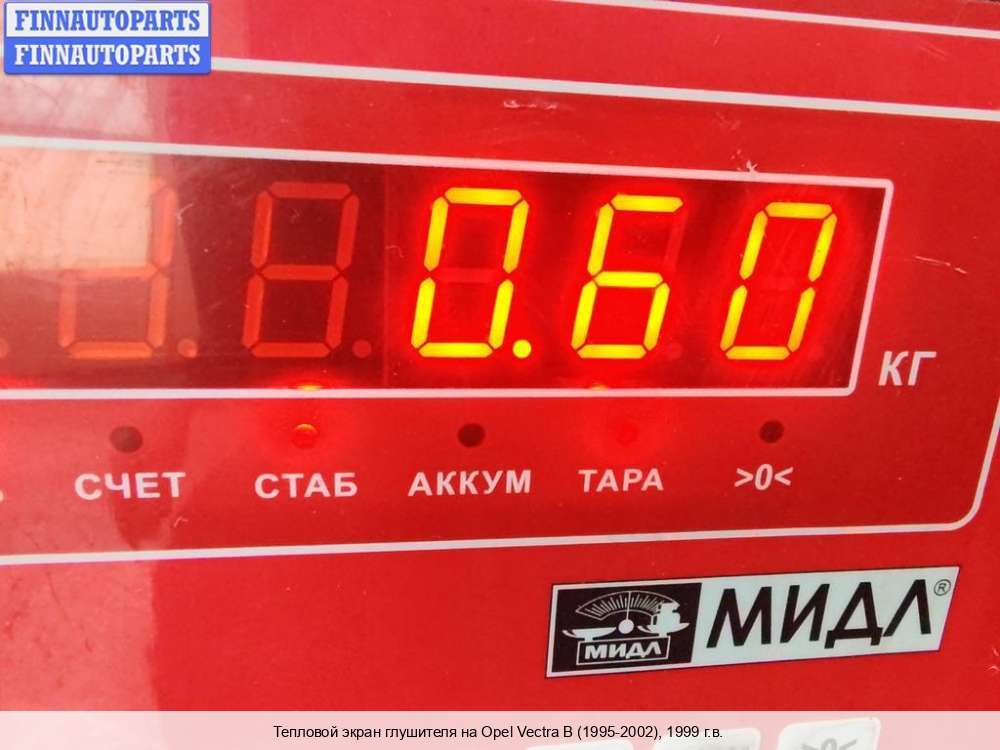 FINNAUTOPARTS
FINNAUTOPARTS
0.60
КГ
СЧЕТ СТАБ АККУМ ТАРА >0<
МИДЛ®
МИДЛ
Тепловой экран глушителя на Opel Vectra B (1995-2002), 1999 г.в.
>0<